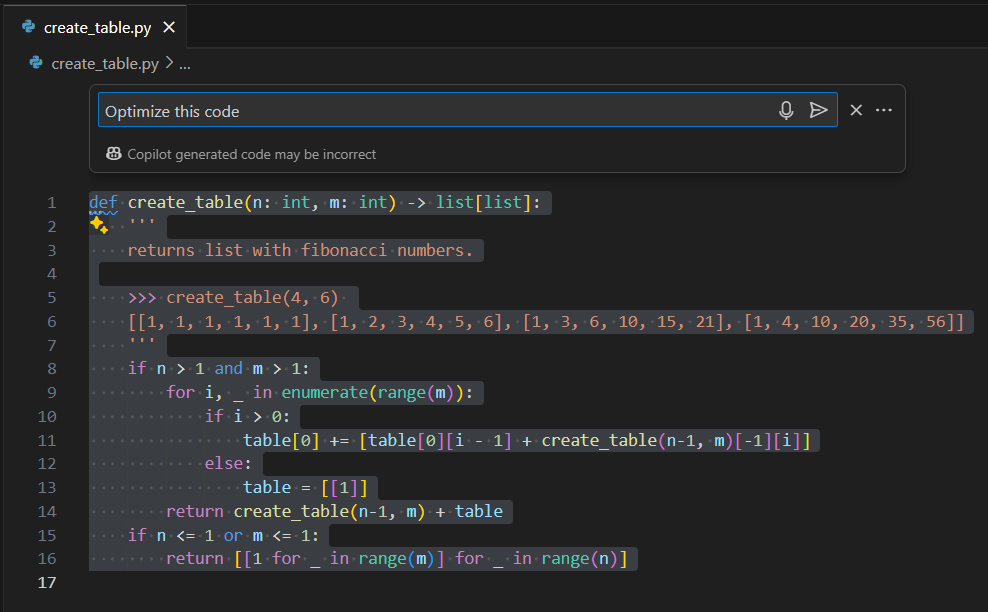 create_table.py
create_table.py > ...
Optimize this code
Copilot generated code may be incorrect
1 def create_table(n: int, m: int) -> list[list]:
2     '''
3     returns list with fibonacci numbers.
4
5     >>> create_table(4, 6)
6     [[1, 1, 1, 1, 1, 1], [1, 2, 3, 4, 5, 6], [1, 3, 6, 10, 15, 21], [1, 4, 10, 20, 35, 56]]
7     '''
8     if n > 1 and m > 1:
9         for i, _ in enumerate(range(m)):
10             if i > 0:
11                 table[0] += [table[0][i - 1] + create_table(n-1, m)[-1][i]]
12             else:
13                 table = [[1]]
14         return create_table(n-1, m) + table
15     if n <= 1 or m <= 1:
16         return [[1 for _ in range(m)] for _ in range(n)]
17